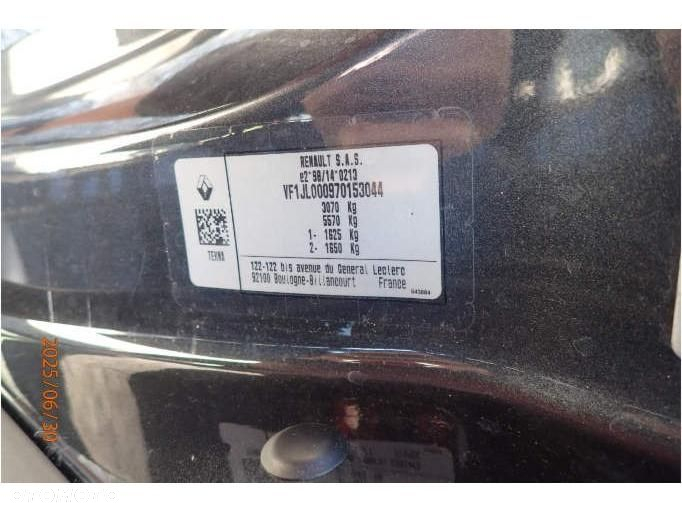 RENAULT S.A.S.
e2*98/14*0213
VF1JL000970153044
3070 Kg
5570 Kg
1- 1625 Kg
2- 1650 Kg
TEKNA
122-122 bis avenue du General Leclerc
92100 Boulogne-Billancourt France
643884
2025/06/30